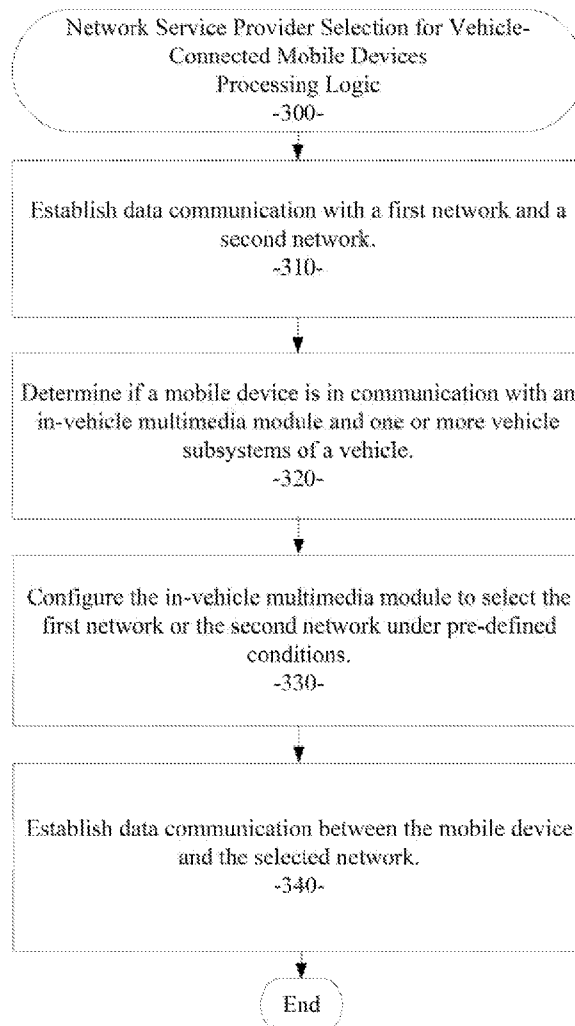 Network Service Provider Selection for Vehicle-
Connected Mobile Devices
Processing Logic
-300-
Establish data communication with a first network and a
second network.
-310-
Determine if a mobile device is in communication with an
in-vehicle multimedia module and one or more vehicle
subsystems of a vehicle.
-320-
Configure the in-vehicle multimedia module to select the
first network or the second network under pre-defined
conditions.
-330-
Establish data communication between the mobile device
and the selected network.
-340-
End